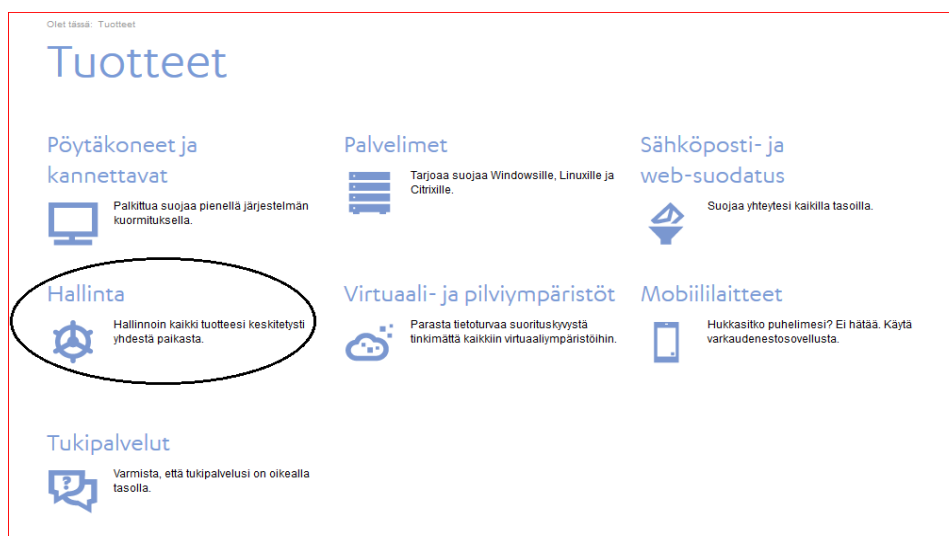 Olet tässä: Tuotteet
Tuotteet
Pöytäkoneet ja
kannettavat
Palkittua suojaa pienellä järjestelmän
kuormituksella.
Palvelimet
Tarjoaa suojaa Windowsille, Linuxille ja
Citrixille.
Sähköposti- ja
web-suodatus
Suojaa yhteytesi kaikilla tasoilla.
Hallinta
Hallinnoin kaikki tuotteesi keskitetysti
yhdestä paikasta.
Virtuaali- ja pilviympäristöt
Parasta tietoturvaa suorituskyvystä
tinkimättä kaikkiin virtuaaliympäristöihin.
Mobiililaitteet
Hukkasitko puhelimesi? Ei hätää. Käytä
varkaudenestosovellusta.
Tukipalvelut
Varmista, että tukipalvelusi on oikealla
tasolla.